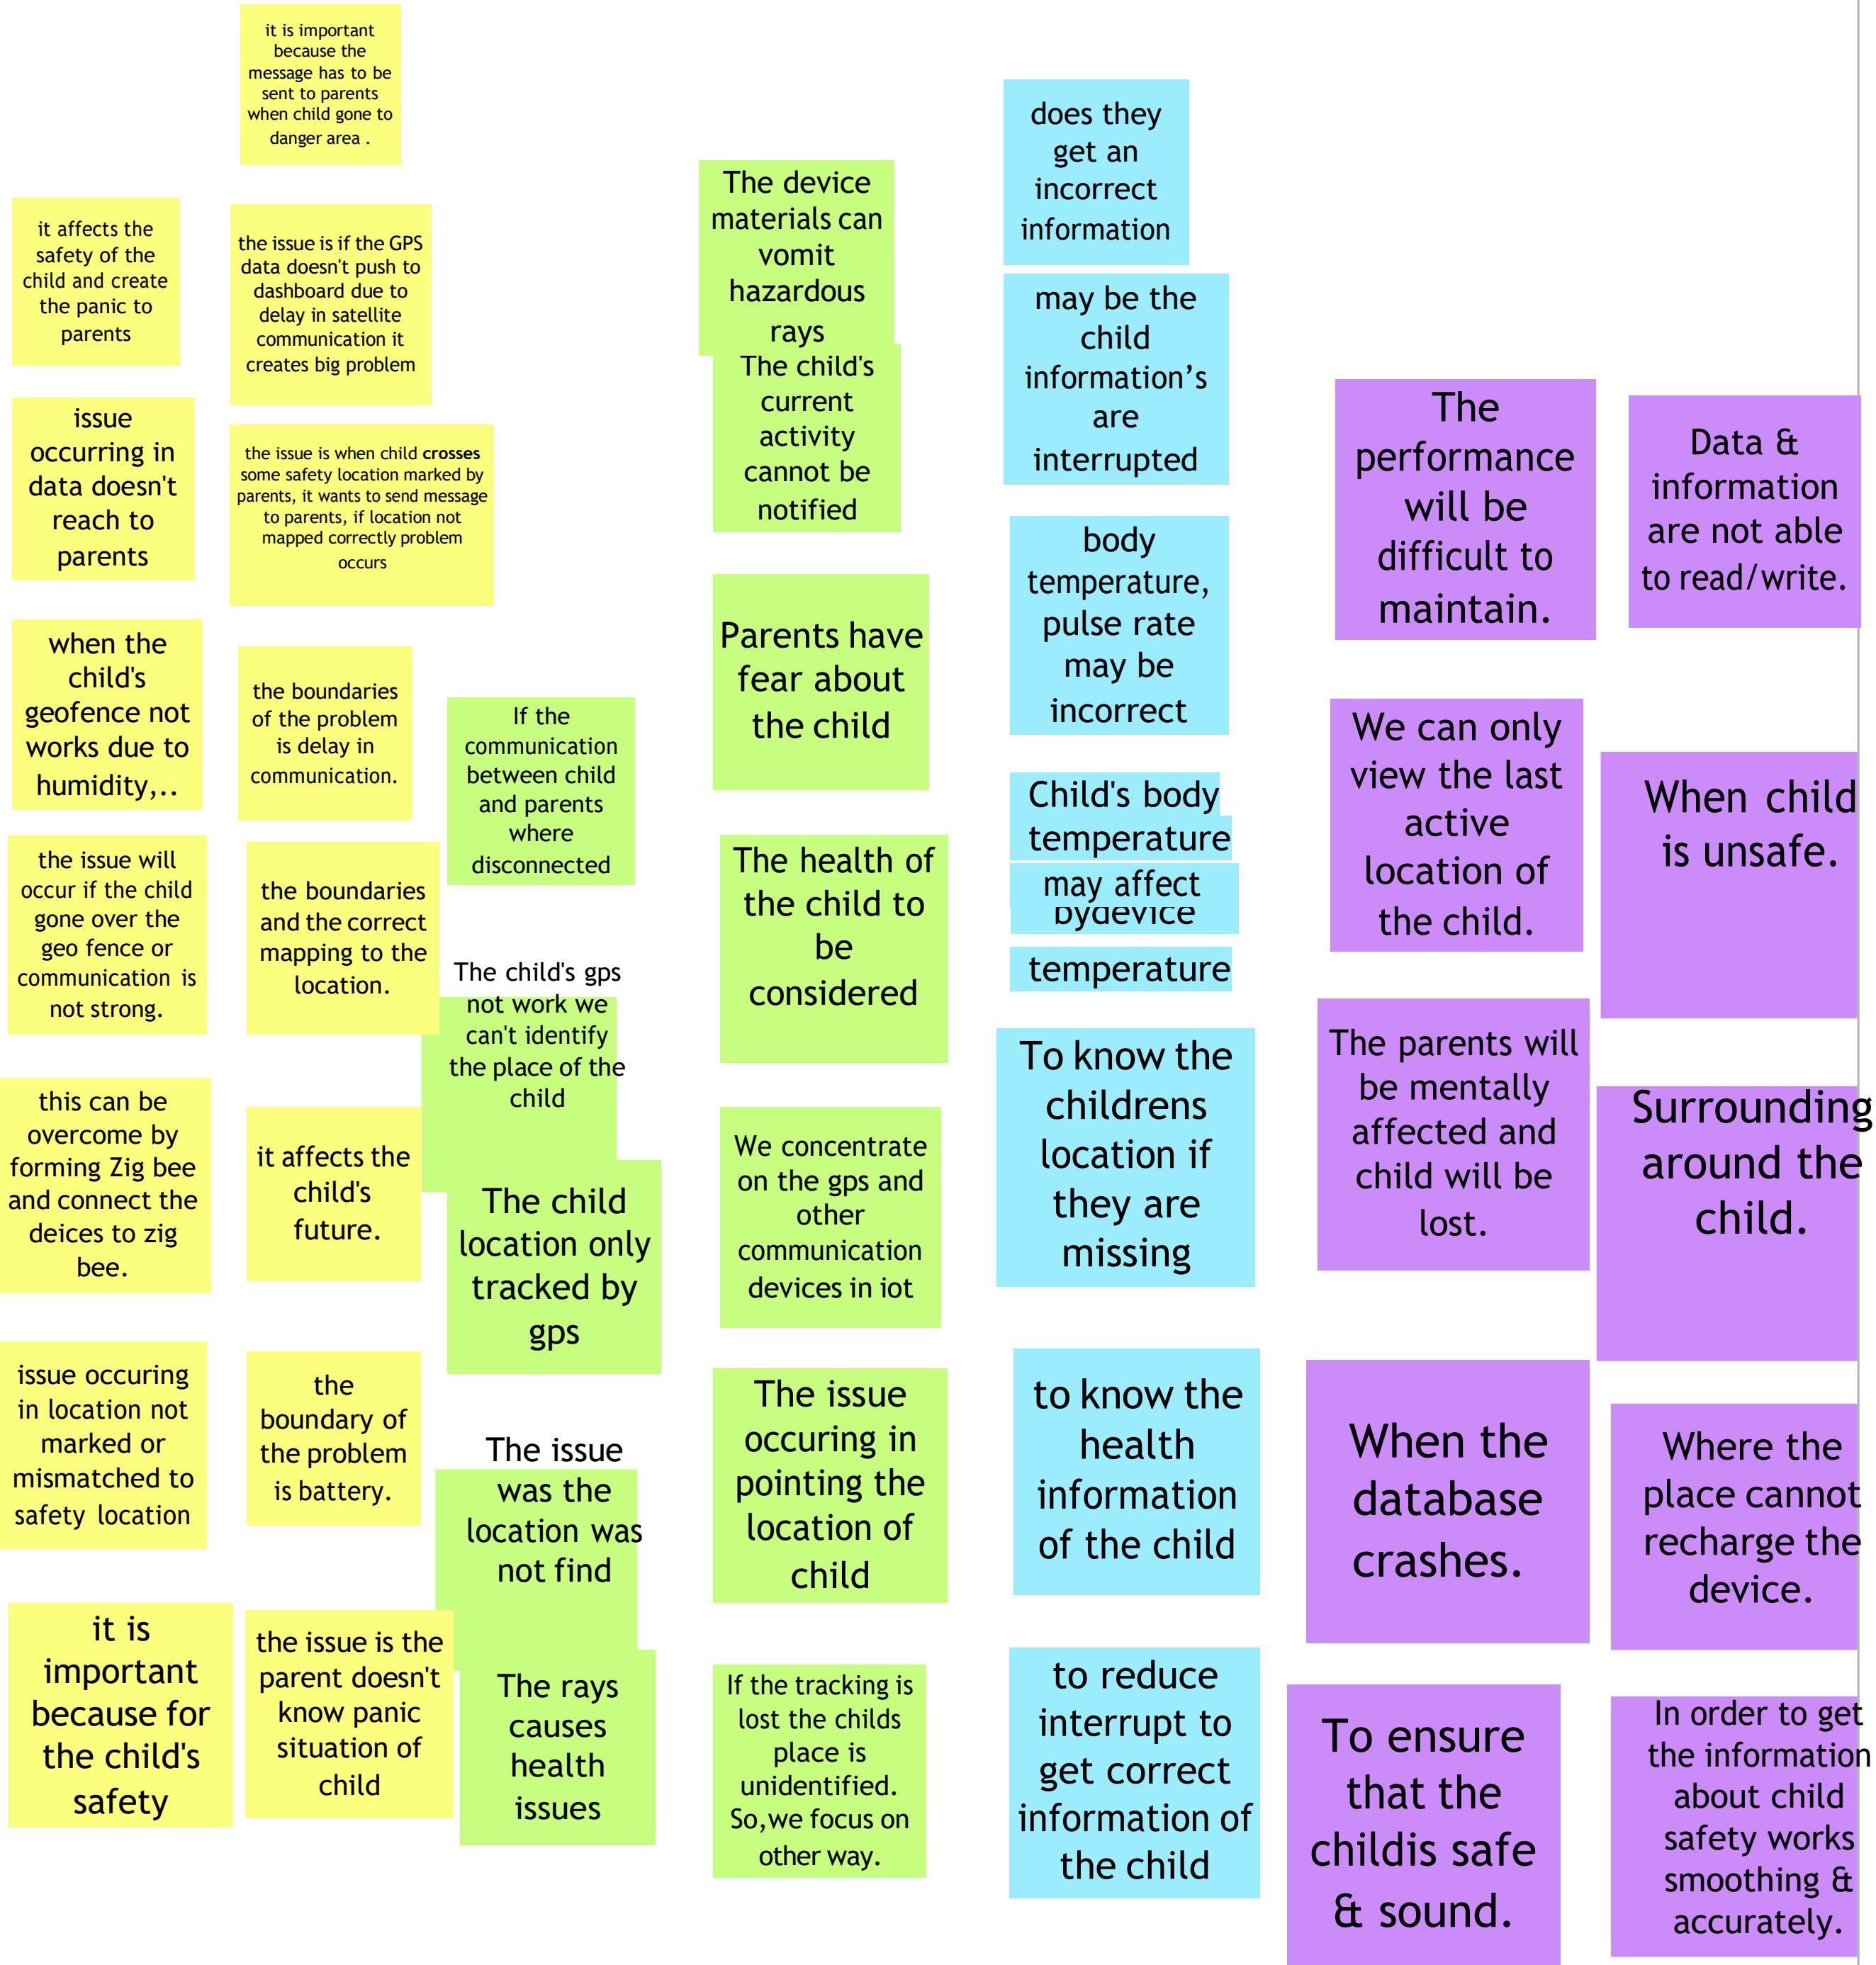 it is important
because the
message has to be
sent to parents
when child gone to
danger area .
it affects the
safety of the
child and create
the panic to
parents
issue
occurring in
data doesn't
reach to
parents
when the
child's
geofence not
works due to
humidity,..
the issue will
occur if the child
gone over the
geo fence or
communication is
not strong.
this can be
overcome by
forming Zig bee
and connect the
deices to zig
bee.
issue occuring
in location not
marked or
mismatched to
safety location
it is
important
because for
the child's
safety
the issue is if the GPS
data doesn't push to
dashboard due to
delay in satellite
communication it
creates big problem
the issue is when child crosses
some safety location marked by
parents, it wants to send message
to parents, if location not
mapped correctly problem
occurs
the boundaries
of the problem
is delay in
communication.
the boundaries
and the correct
mapping to the
location.
it affects the
child's
future.
the
boundary of
the problem
is battery.
the issue is the
parent doesn't
know panic
situation of
child
If the
communication
between child
and parents
where
disconnected
The child's gps
not work we
can't identify
the place of the
child
The child
location only
tracked by
gps
The issue
was the
location was
not find
The rays
causes
health
issues
The device
materials can
vomit
hazardous
rays
The child's
current
activity
cannot be
notified
Parents have
fear about
the child
The health of
the child to
be
considered
We concentrate
on the gps and
other
communication
devices in iot
The issue
occuring in
pointing the
location of
child
If the tracking is
lost the childs
place is
unidentified.
So,we focus on
other way.
does they
get an
incorrect
information
may be the
child
information’s
are
interrupted
body
temperature,
pulse rate
may be
incorrect
Child's body
temperature
may affect
bydevice
temperature
To know the
childrens
location if
they are
missing
to know the
health
information
of the child
to reduce
interrupt to
get correct
information of
the child
The
performance
will be
difficult to
maintain.
We can only
view the last
active
location of
the child.
The parents will
be mentally
affected and
child will be
lost.
When the
database
crashes.
To ensure
that the
childis safe
& sound.
Data &
information
are not able
to read/write.
When child
is unsafe.
Surrounding
around the
child.
Where the
place cannot
recharge the
device.
In order to get
the information
about child
safety works
smoothing &
accurately.